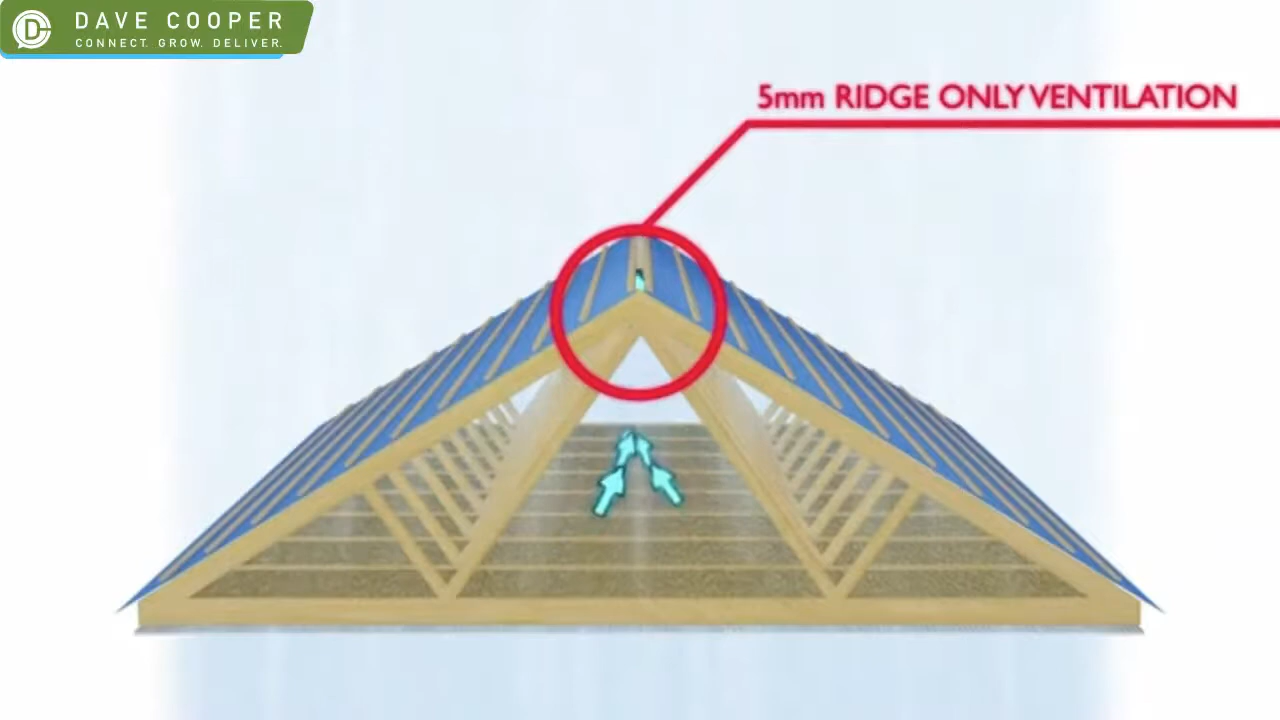 DAVE COOPER
CONNECT. GROW. DELIVER.
5mm RIDGE ONLY VENTILATION